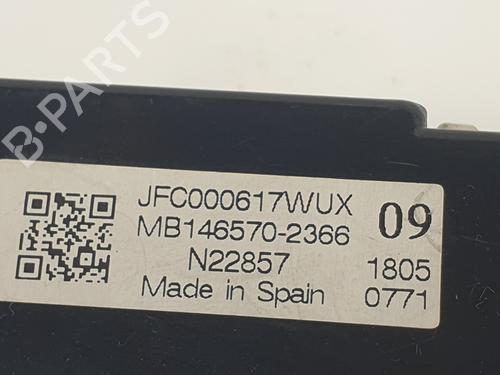 B-PARTS
JFC000617WUX 09
MB146570-2366
N22857 1805
Made in Spain 0771